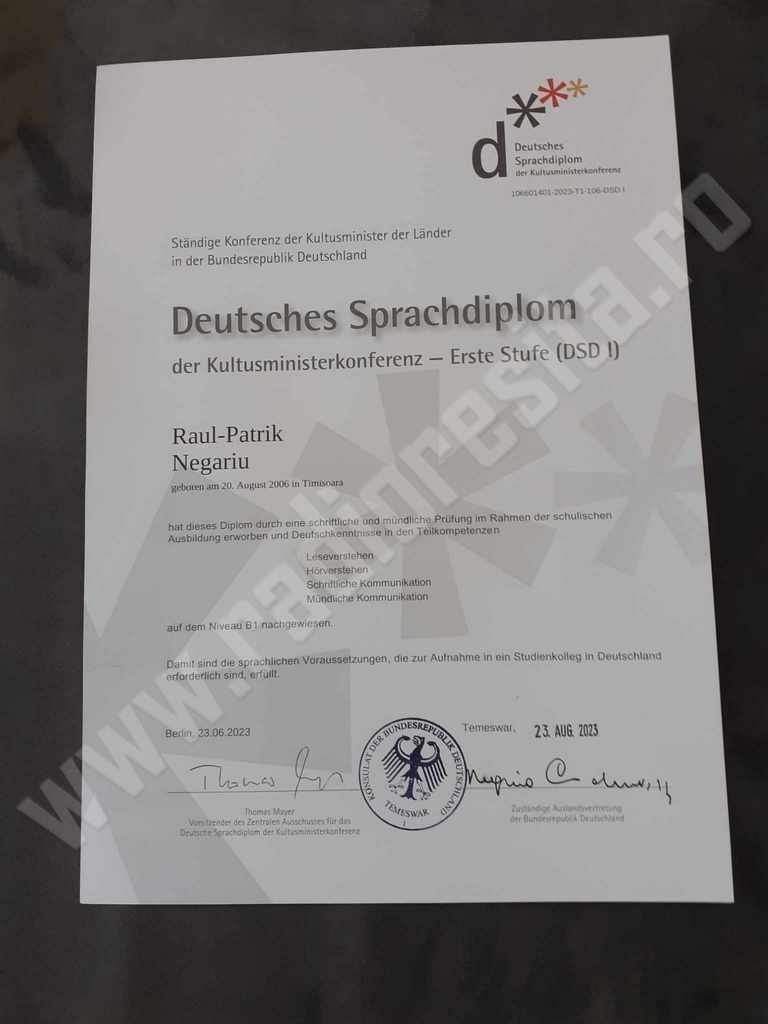 d
Deutsches
Sprachdiplom
der Kultusministerkonferenz
106601401-2023-T1-106-DSD I
Ständige Konferenz der Kultusminister der Länder
in der Bundesrepublik Deutschland
Deutsches Sprachdiplom
der Kultusministerkonferenz – Erste Stufe (DSD I)
Raul-Patrik
Negariu
geboren am 20. August 2006 in Timisoara
hat dieses Diplom durch eine schriftliche und mündliche Prüfung im Rahmen der schulischen
Ausbildung erworben und Deutschkenntnisse in den Teilkompetenzen
Leseverstehen
Hörverstehen
Schriftliche Kommunikation
Mündliche Kommunikation
auf dem Niveau B1 nachgewiesen.
Damit sind die sprachlichen Voraussetzungen, die zur Aufnahme in ein Studienkolleg in Deutschland
erforderlich sind, erfüllt.
Berlin, 23.06.2023
Temeswar, 23. AUG. 2023
KONSULAT DER BUNDESREPUBLIK DEUTSCHLAND
TEMESWAR
1
Thomas
Thomas Mayer
Vorsitzender des Zentralen Ausschusses für das
Deutsche Sprachdiplom der Kultusministerkonferenz
Zuständige Auslandsvertretung
der Bundesrepublik Deutschland
www.radioresita.ro